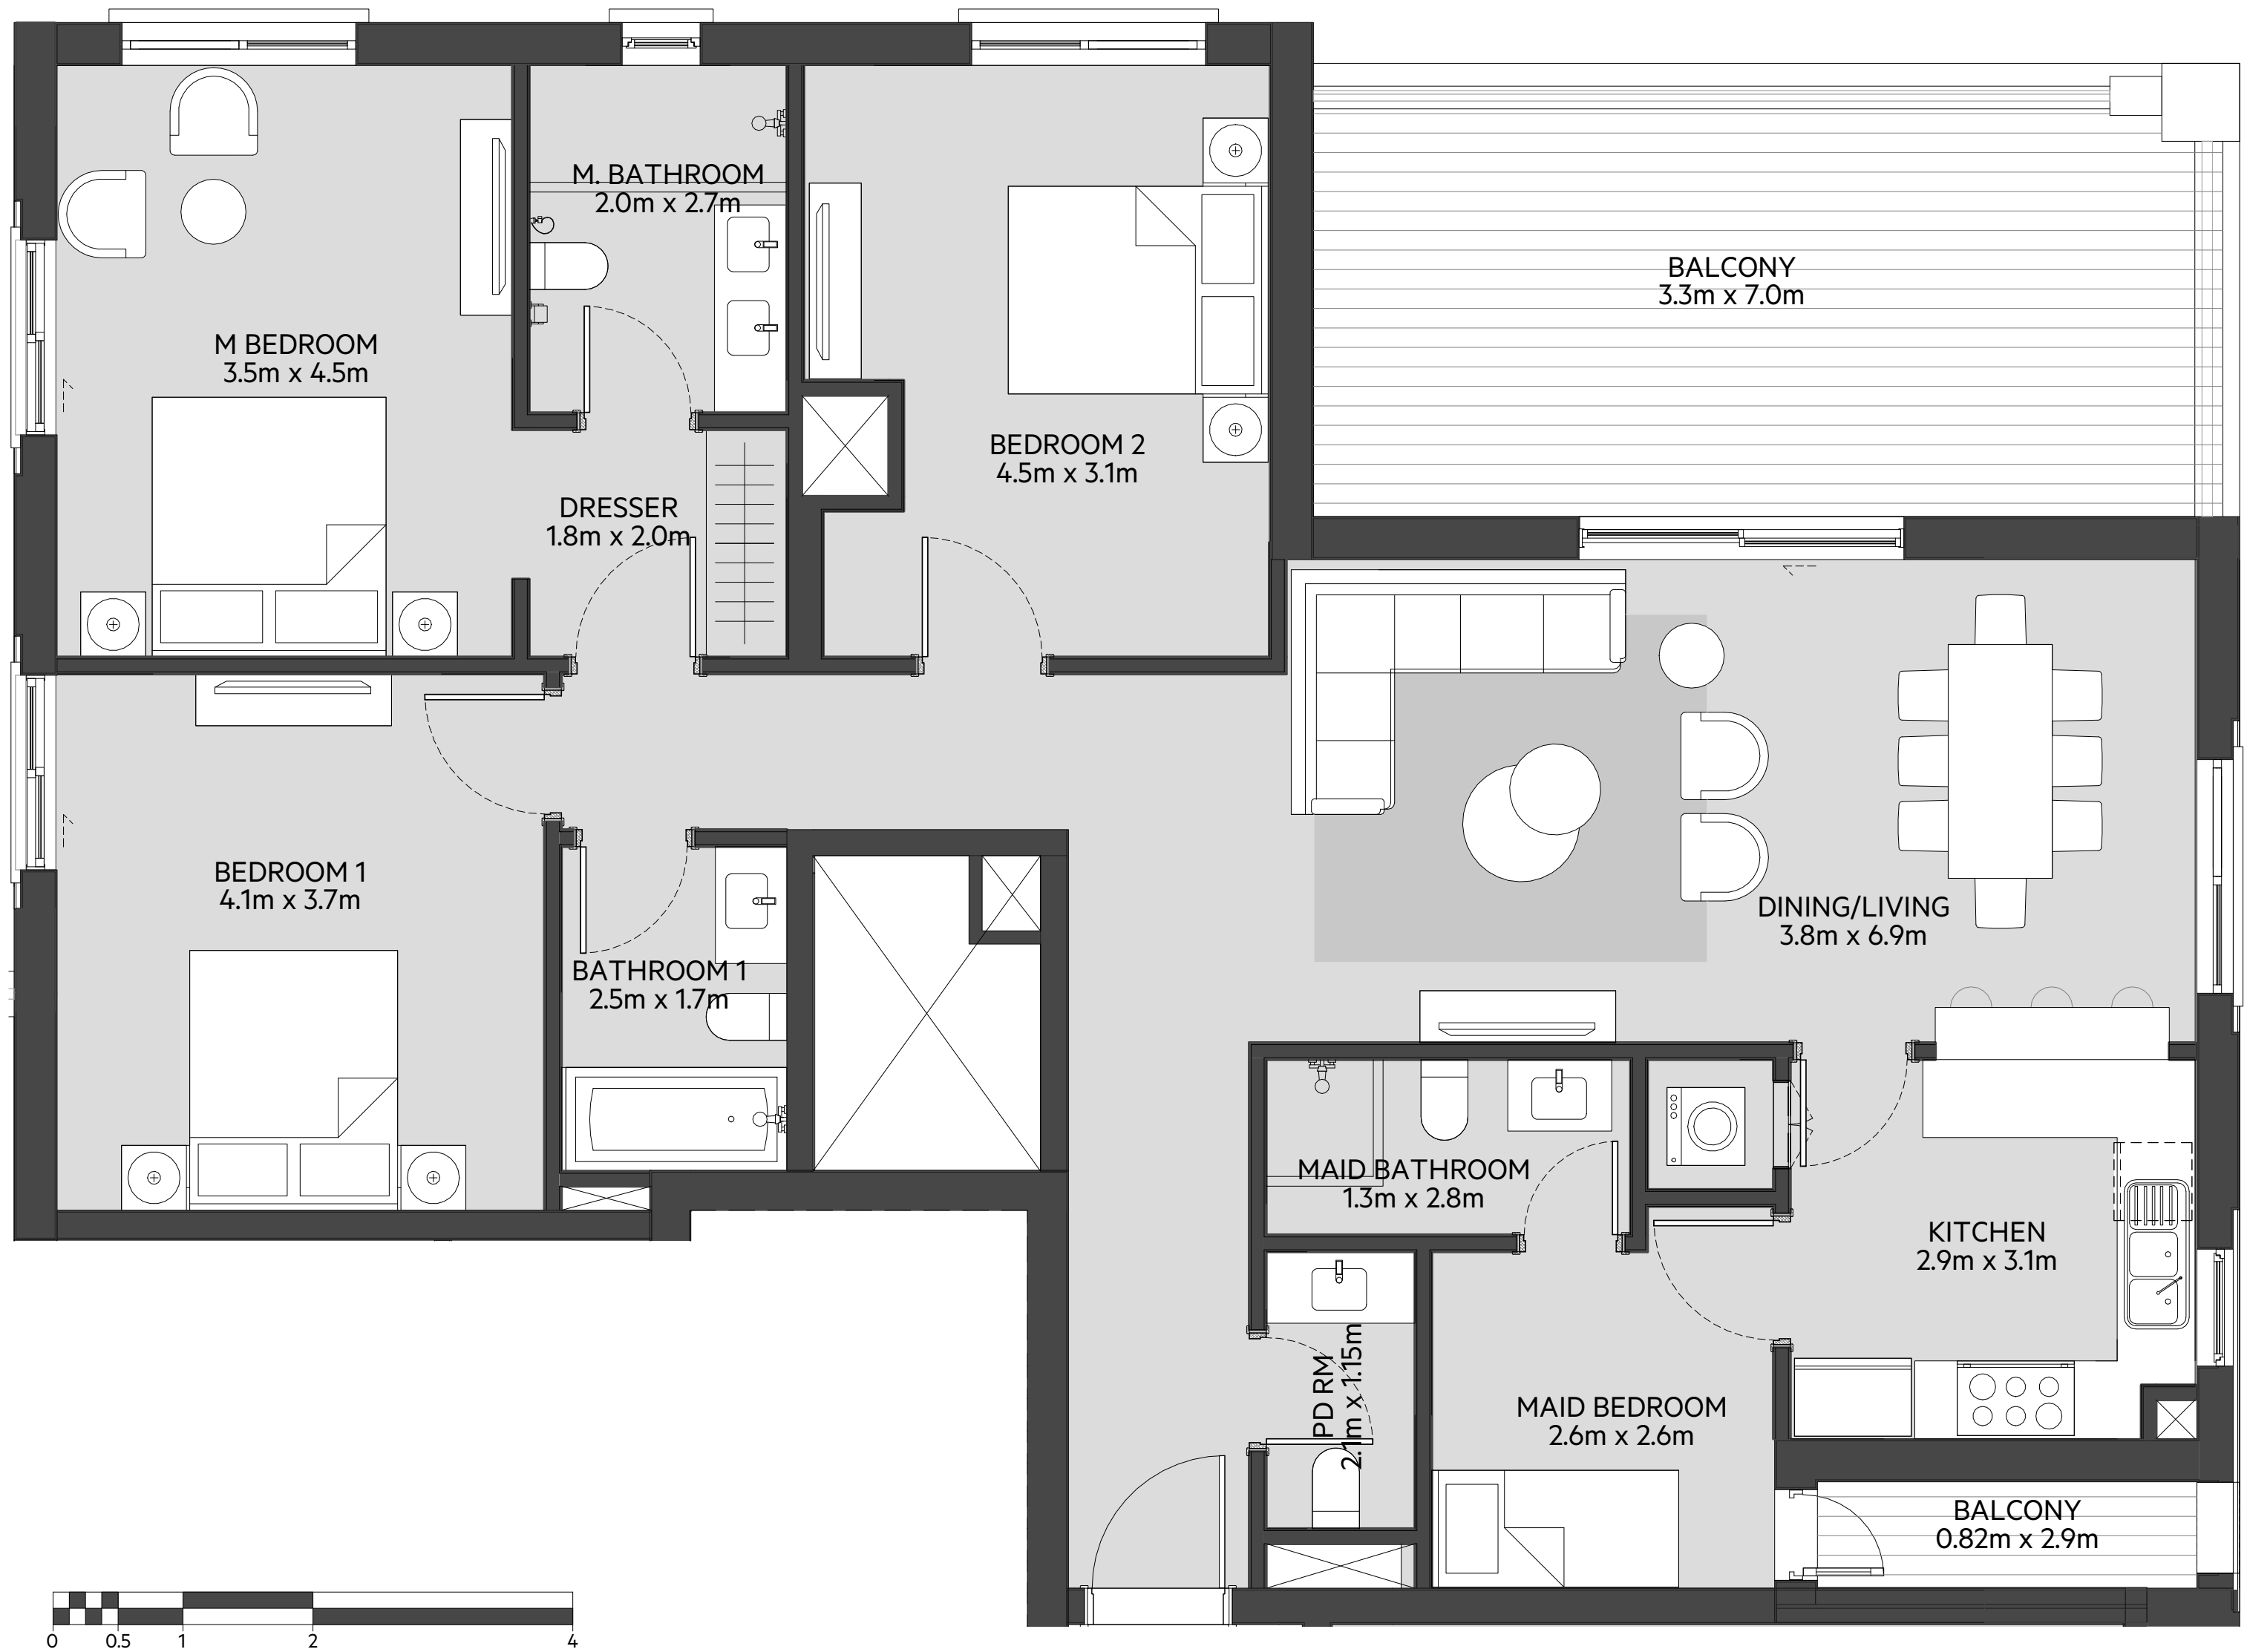 M. BATHROOM
2.0m x 2.7m
BALCONY
3.3m x 7.0m
M BEDROOM
3.5m x 4.5m
BEDROOM 2
4.5m x 3.1m
DRESSER
1.8m x 2.0m
BEDROOM 1
4.1m x 3.7m
DINING/LIVING
3.8m x 6.9m
BATHROOM 1
2.5m x 1.7m
MAID BATHROOM
1.3m x 2.8m
KITCHEN
2.9m x 3.1m
PD RM
2.1m x 1.15m
MAID BEDROOM
2.6m x 2.6m
BALCONY
0.82m x 2.9m
0 0.5 1 2 4